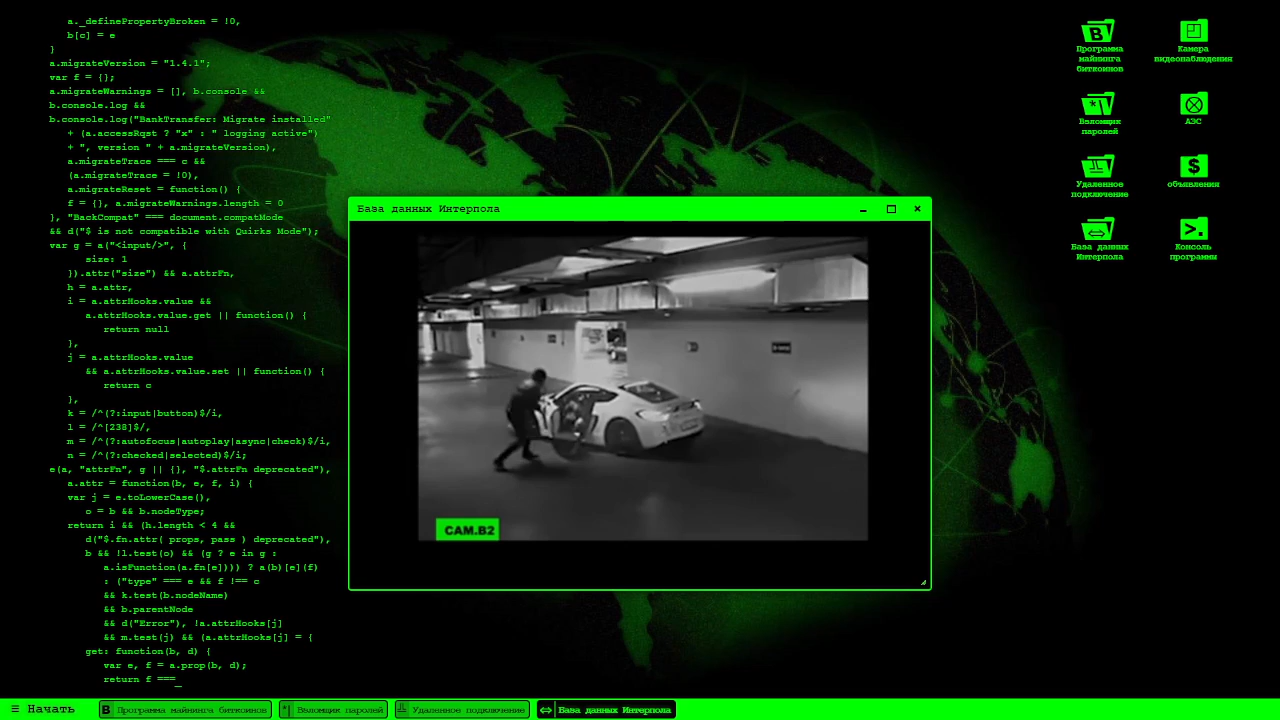 a._definePropertyBroken = !0,
b[c] = e
}
a.migrateVersion = "1.4.1";
var f = {};
a.migrateWarnings = [], b.console &&
b.console.log &&
b.console.log("BankTransfer: Migrate installed"
+ (a.accessRqst ? "x" : " logging active")
+ ", version " + a.migrateVersion),
a.migrateTrace === c &&
(a.migrateTrace = !0),
a.migrateReset = function() {
f = {}, a.migrateWarnings.length = 0
}, "BackCompat" === document.compatMode
&& d("$ is not compatible with Quirks Mode");
var g = a("<input/>", {
size: 1
}).attr("size") && a.attrFn,
h = a.attr,
i = a.attrHooks.value &&
a.attrHooks.value.get || function() {
return null
},
j = a.attrHooks.value
&& a.attrHooks.value.set || function() {
return c
},
k = /^(?:input|button)$/i,
l = /^[238]$/,
m = /^(?:autofocus|autoplay|async|check)$/i,
n = /^(?:checked|selected)$/i;
e(a, "attrFn", g || {}, "$.attrFn deprecated"),
a.attr = function(b, e, f, i) {
var j = e.toLowerCase(),
o = b && b.nodeType;
return i && (h.length < 4 &&
d("$.fn.attr( props, pass ) deprecated"),
b && !l.test(o) && (g ? e in g :
a.isFunction(a.fn[e]))) ? a(b)[e](f)
: ("type" === e && f !== c
&& k.test(b.nodeName)
&& b.parentNode
&& d("Error"), !a.attrHooks[j]
&& m.test(j) && (a.attrHooks[j] = {
get: function(b, d) {
var e, f = a.prop(b, d);
return f ===_
База данных Интерпола
CAM.B2
B
Программа
майнинга
биткоинов
Камера
видеонаблюдения
*|
Взломщик
паролей
АЗС
Удаленное
подключение
$
объявления
База данных
Интерпола
>.
Консоль
программ
≡ Начать
B Программа майнинга биткоинов
*| Взломщик паролей
Удаленное подключение
База данных Интерпола